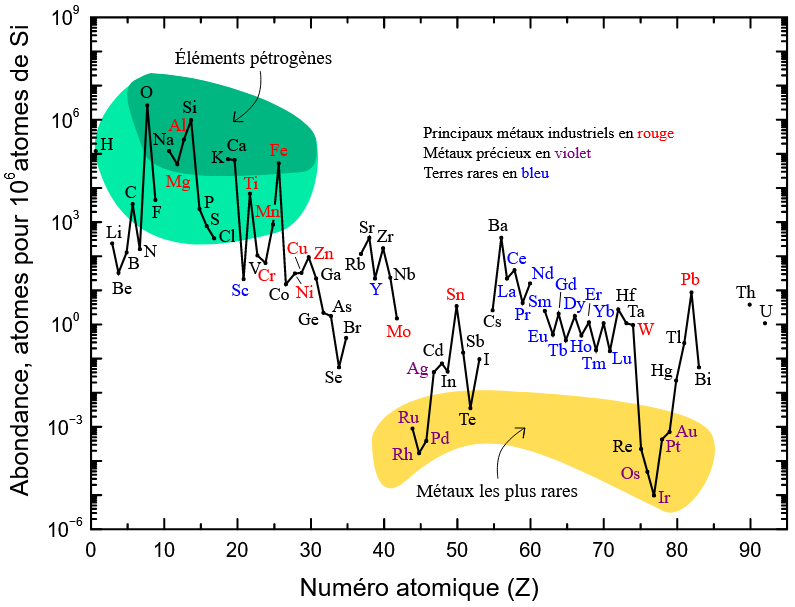 Abondance, atomes pour 10⁶ atomes de Si
10⁹
10⁶
10³
10⁰
10⁻³
10⁻⁶
Éléments pétrogènes
Principaux métaux industriels en rouge
Métaux précieux en violet
Terres rares en bleu
H
Li
Be
B
C
N
O
F
Na
Mg
Al
Si
P
S
Cl
K
Ca
Sc
Ti
V
Cr
Mn
Fe
Co
Ni
Cu
Zn
Ga
Ge
As
Se
Br
Rb
Sr
Y
Zr
Nb
Mo
Ru
Rh
Pd
Ag
Cd
In
Sn
Sb
Te
I
Cs
Ba
La
Ce
Pr
Nd
Sm
Eu
Gd
Tb
Dy
Ho
Er
Tm
Yb
Lu
Hf
Ta
W
Re
Os
Ir
Pt
Au
Hg
Tl
Pb
Bi
Th
U
Métaux les plus rares
0 10 20 30 40 50 60 70 80 90
Numéro atomique (Z)